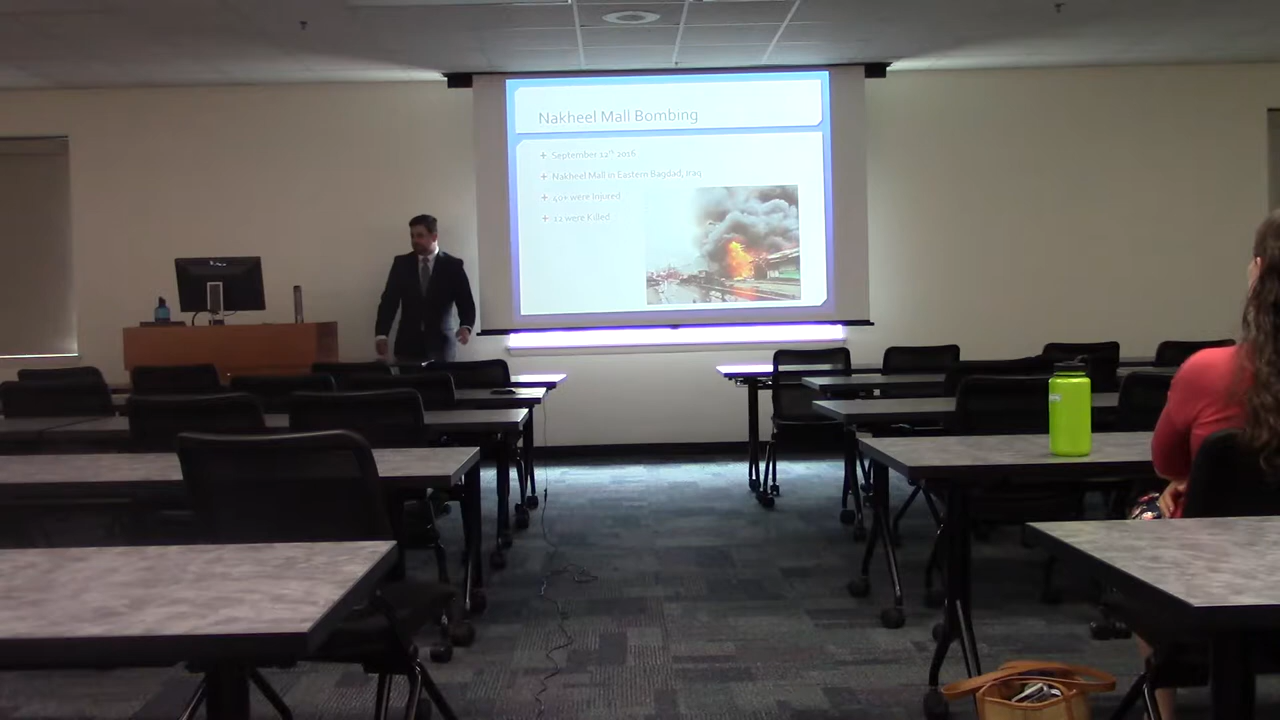 Nakheel Mall Bombing
+ September 12th 2016
+ Nakheel Mall in Eastern Bagdad, Iraq
+ 40+ were Injured
+ 12 were Killed